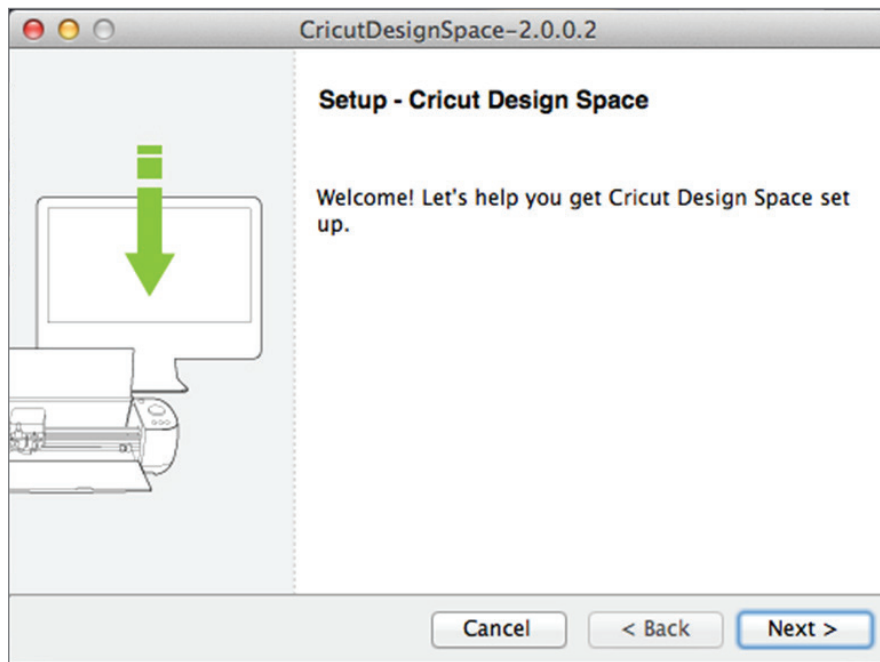 CricutDesignSpace-2.0.0.2
Setup - Cricut Design Space
Welcome! Let's help you get Cricut Design Space set
up.
Cancel
< Back
Next >